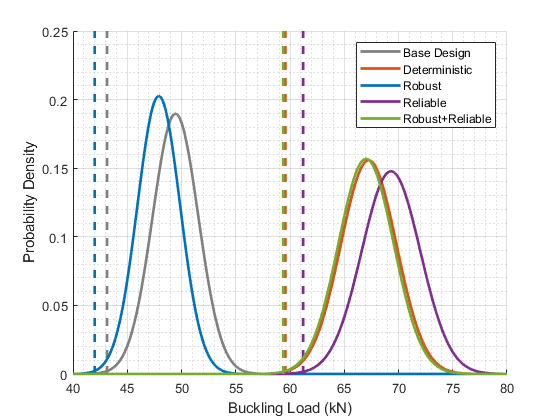 0.25
0.2
0.15
0.1
0.05
0
Probability Density
Base Design
Deterministic
Robust
Reliable
Robust+Reliable
40 45 50 55 60 65 70 75 80
Buckling Load (kN)